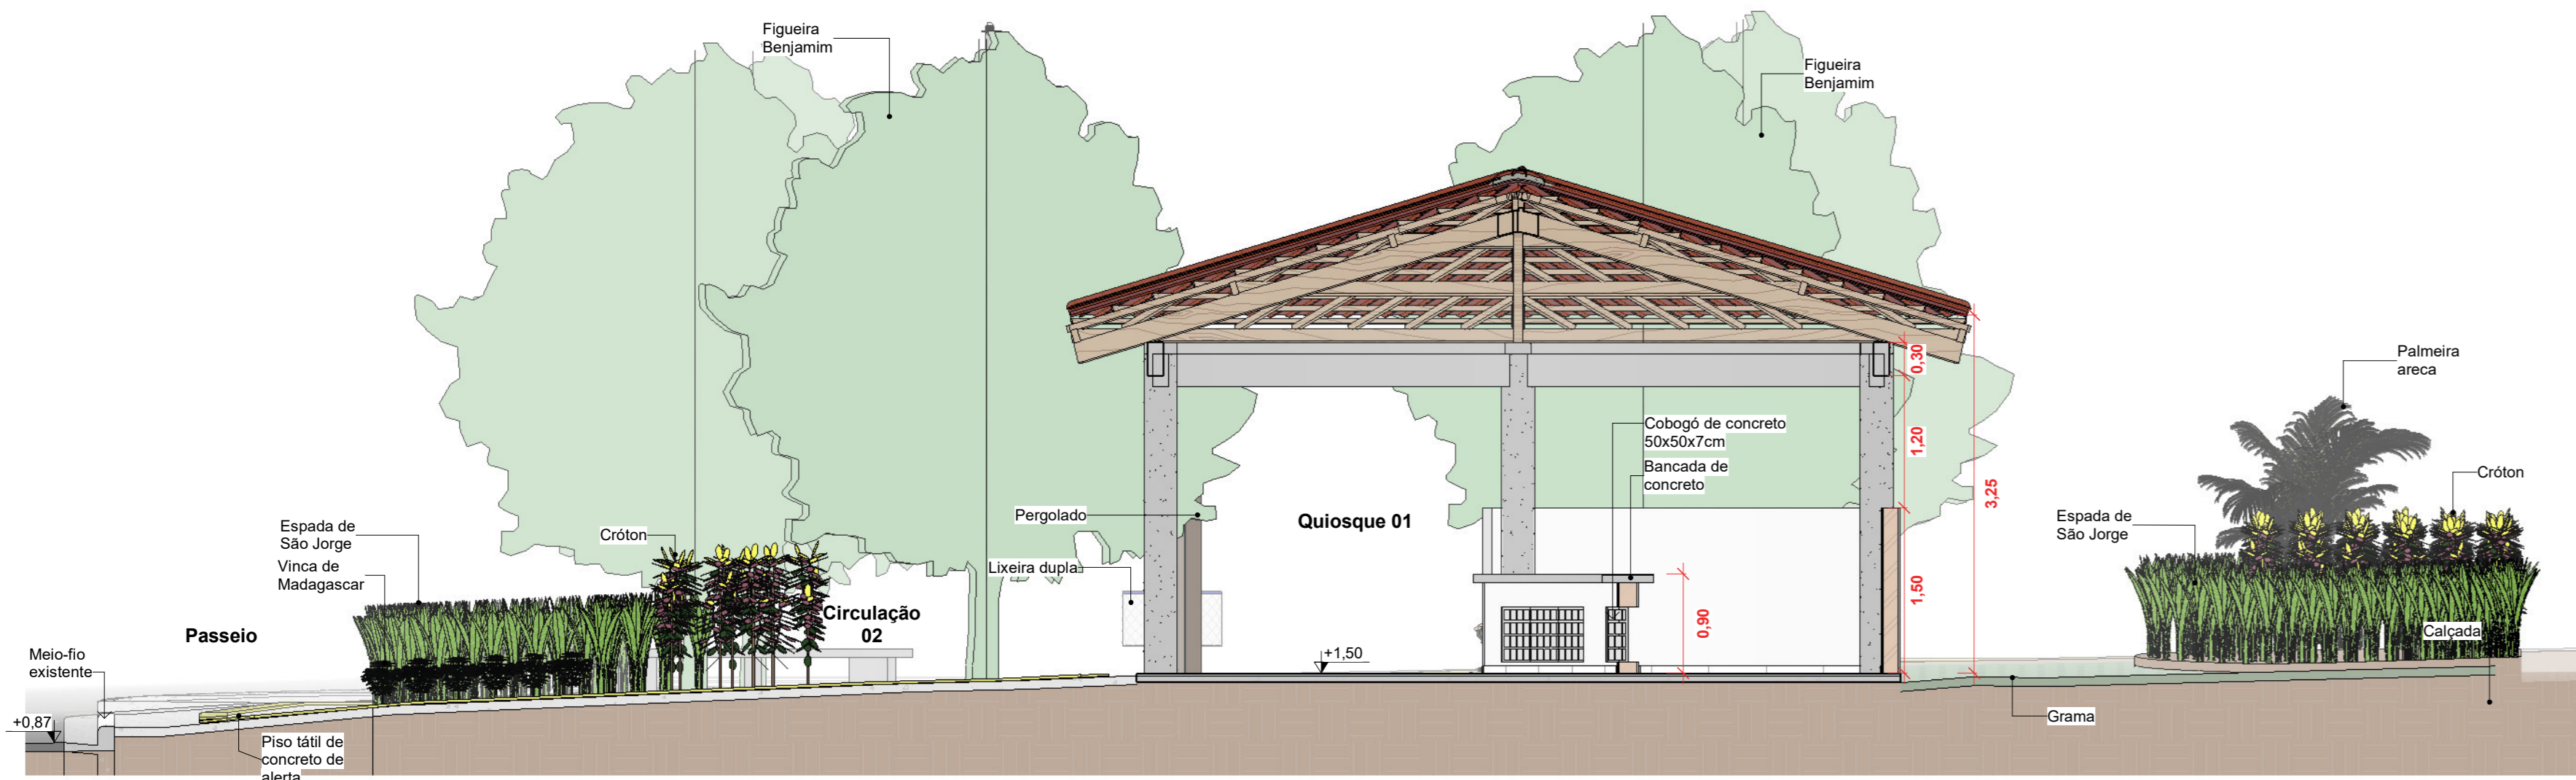 Figueira
Benjamim
Figueira
Benjamim
Palmeira
areca
0,30
Cobogó de concreto
50x50x7cm
1,20
Bancada de
concreto
Cróton
3,25
Pergolado
Quiosque 01
Espada de
São Jorge
Espada de
São Jorge
Cróton
Vinca de
Madagascar
Lixeira dupla
1,50
0,90
Circulação
02
Passeio
Calçada
Meio-fio
existente
+1,50
+0,87
Grama
Piso tátil de
concreto de
alerta